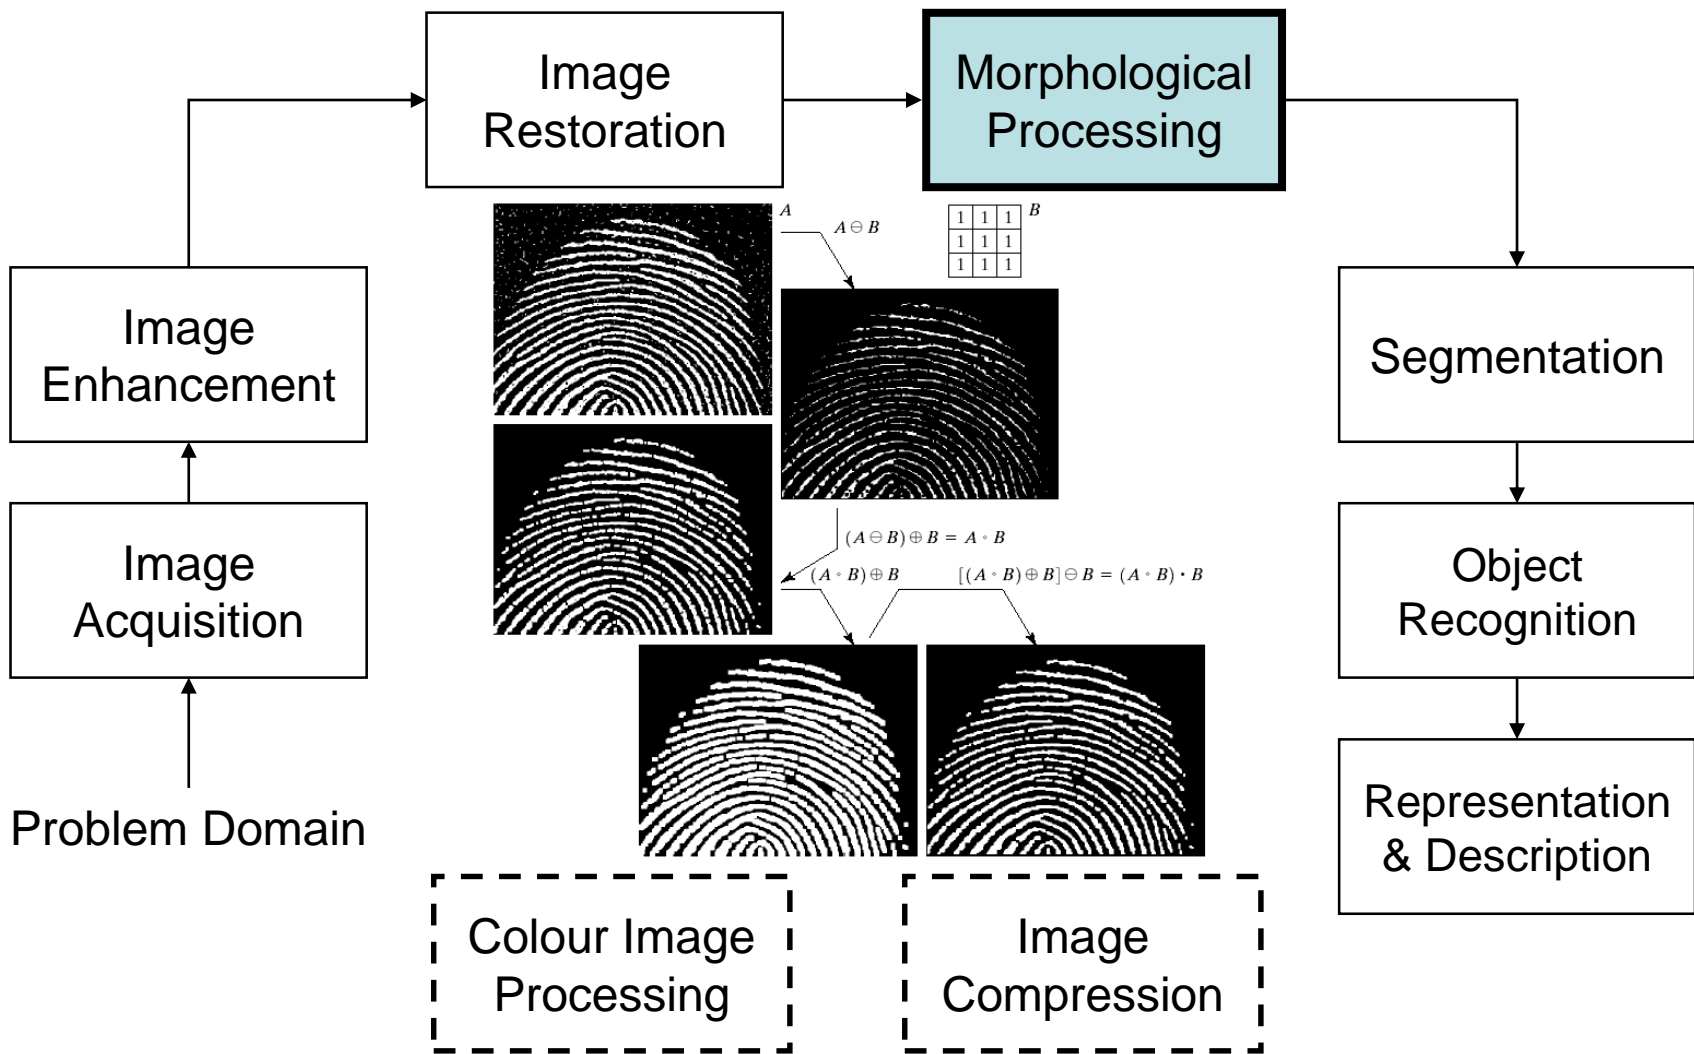 Image
Restoration
Morphological
Processing
A
A ⊖ B
1 1 1
1 1 1
1 1 1
B
Image
Enhancement
Segmentation
Image
Acquisition
(A ⊖ B) ⊕ B = A ∘ B
(A ∘ B) ⊕ B
[(A ∘ B) ⊕ B] ⊖ B = (A ∘ B) • B
Object
Recognition
Problem Domain
Representation
& Description
Colour Image
Processing
Image
Compression